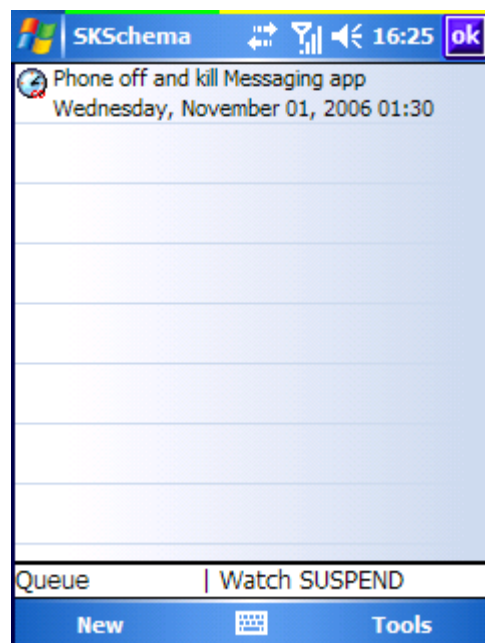 SKSchema 16:25 ok
Phone off and kill Messaging app
Wednesday, November 01, 2006 01:30
Queue | Watch SUSPEND
New Tools